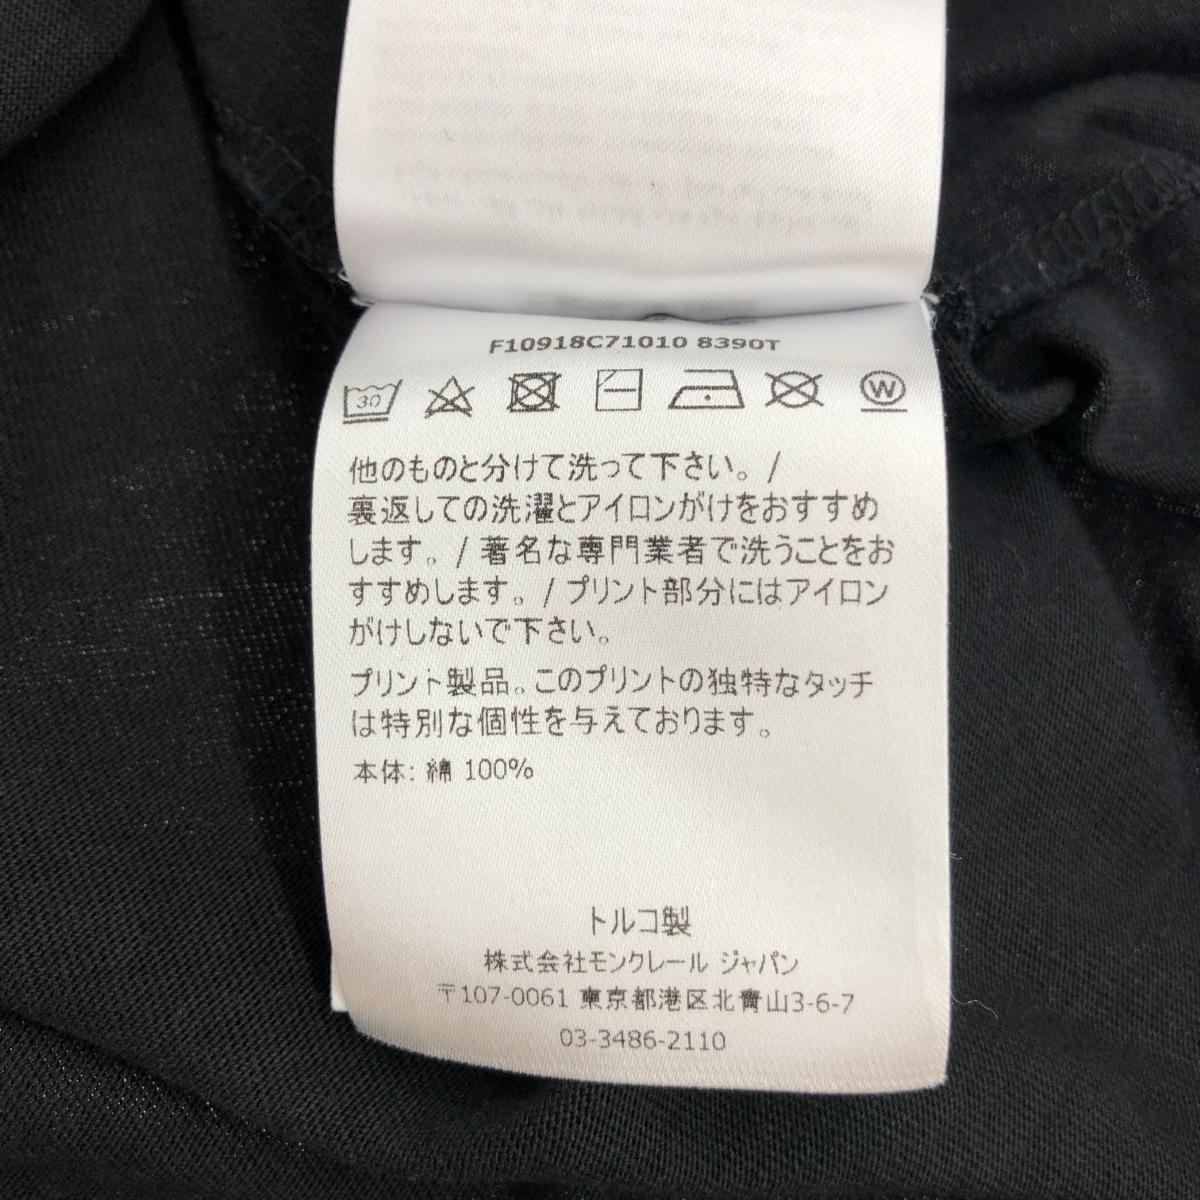 F10918C71010 8390T
30
W
他のものと分けて洗って下さい。/
裏返しての洗濯とアイロンがけをおすすめ
します。/ 著名な専門業者で洗うことをお
すすめします。/ プリント部分にはアイロン
がけしないで下さい。
プリント製品。このプリントの独特なタッチ
は特別な個性を与えております。
本体: 綿 100%
トルコ製
株式会社モンクレール ジャパン
〒107-0061 東京都港区北青山3-6-7
03-3486-2110